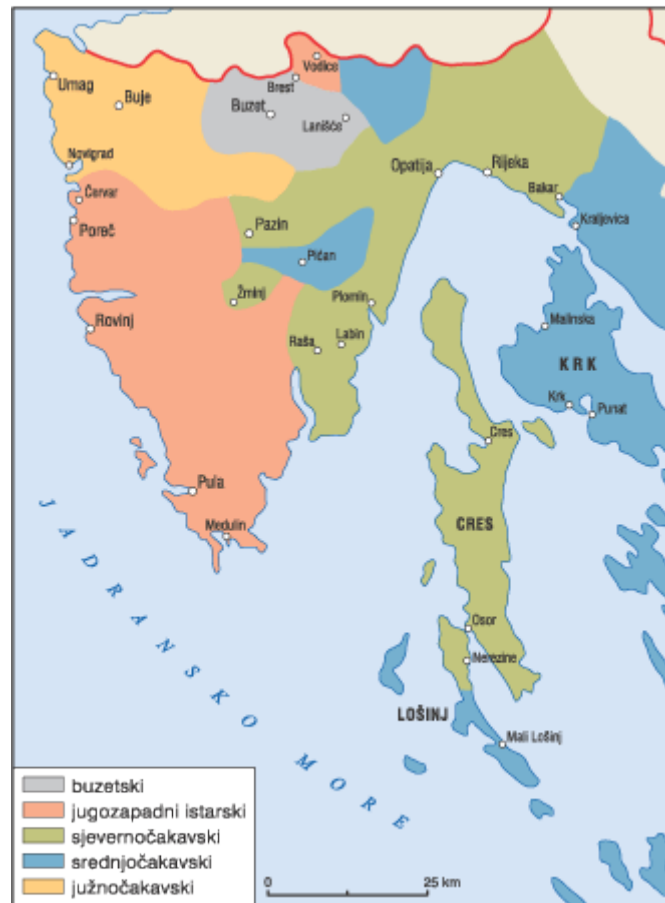 Vodice
Umag
Brest
Buje
Buzet
Lanišće
Novigrad
Opatija
Rijeka
Červar
Bakar
Poreč
Pazin
Kraljevica
Pićan
Žminj
Plomin
Rovinj
Labin
Raša
Malinska
KRK
Krk
Punat
Cres
Pula
CRES
Medulin
JADRANSKO MORE
Osor
Nerezine
LOŠINJ
Mali Lošinj
buzetski
jugozapadni istarski
sjevernočakavski
srednjočakavski
južnočakavski
0 25 km